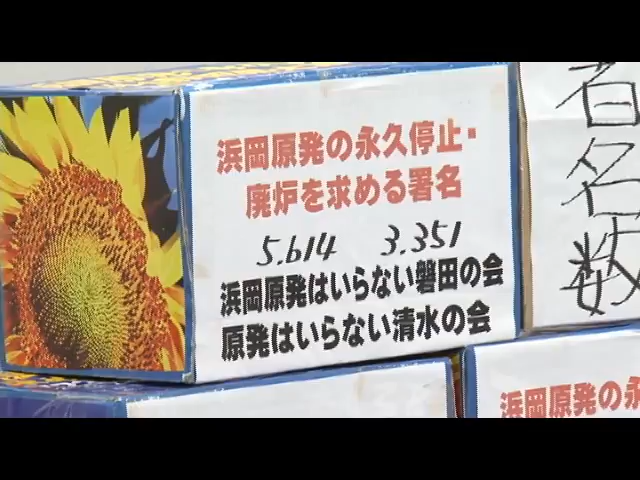 浜岡原発の永久停止・
廃炉を求める署名
5.614 3.351
浜岡原発はいらない磐田の会
原発はいらない清水の会
名
数
浜岡原発の永